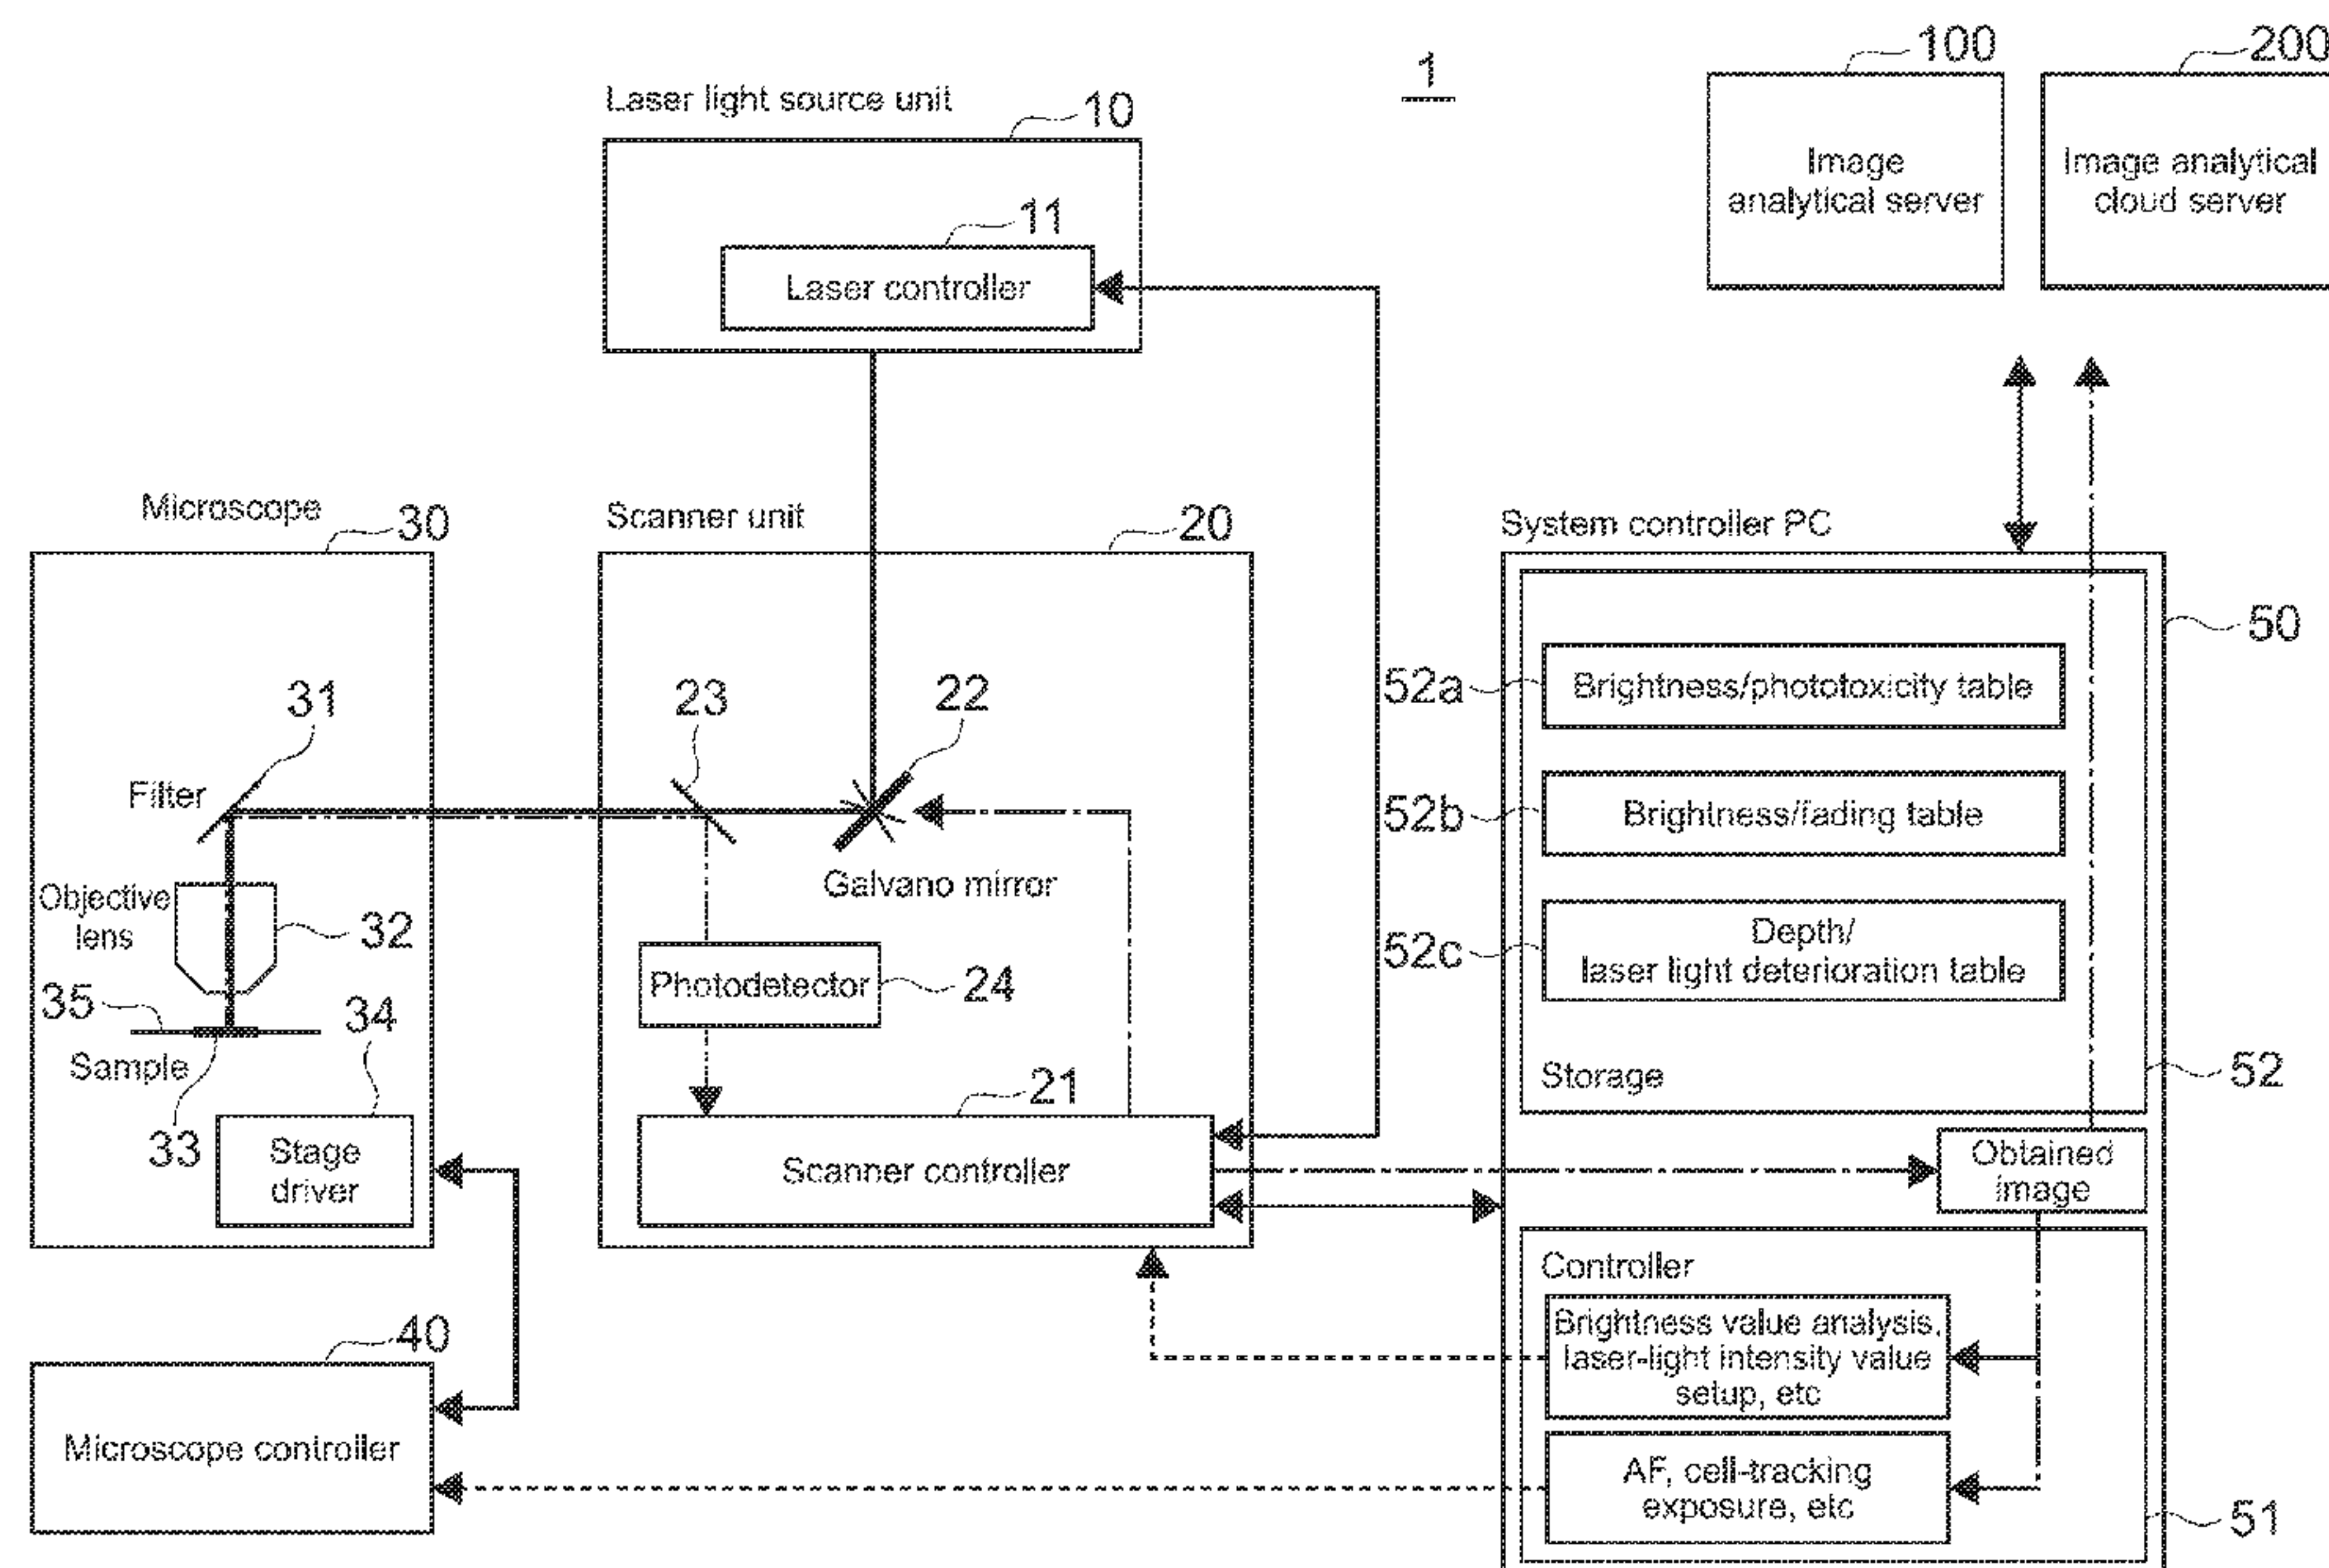 1
100
200
Laser light source unit
10
11
Laser controller
Image
analytical server
Image analytical
cloud server
Microscope
30
Scanner unit
20
System controller PC
50
31
23
22
52a
Brightness/phototoxicity table
Filter
52b
Brightness/fading table
Galvano mirror
Objective
lens
32
52c
Depth/
laser light deterioration table
Photodetector
24
35
34
Sample
33
Storage
52
21
Stage
driver
Scanner controller
Obtained
image
Controller
40
Brightness value analysis,
laser-light intensity value
setup, etc
Microscope controller
AF, cell-tracking
exposure, etc
51